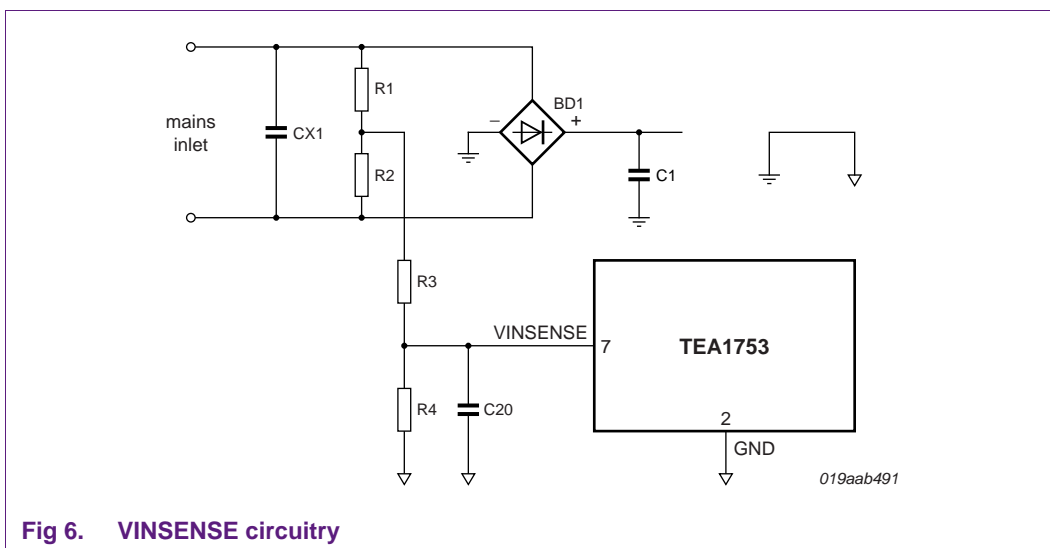 mains
inlet
CX1
R1
R2
BD1
−
+
C1
R3
VINSENSE
7
TEA1753
R4
C20
2
GND
019aab491
Fig 6. VINSENSE circuitry